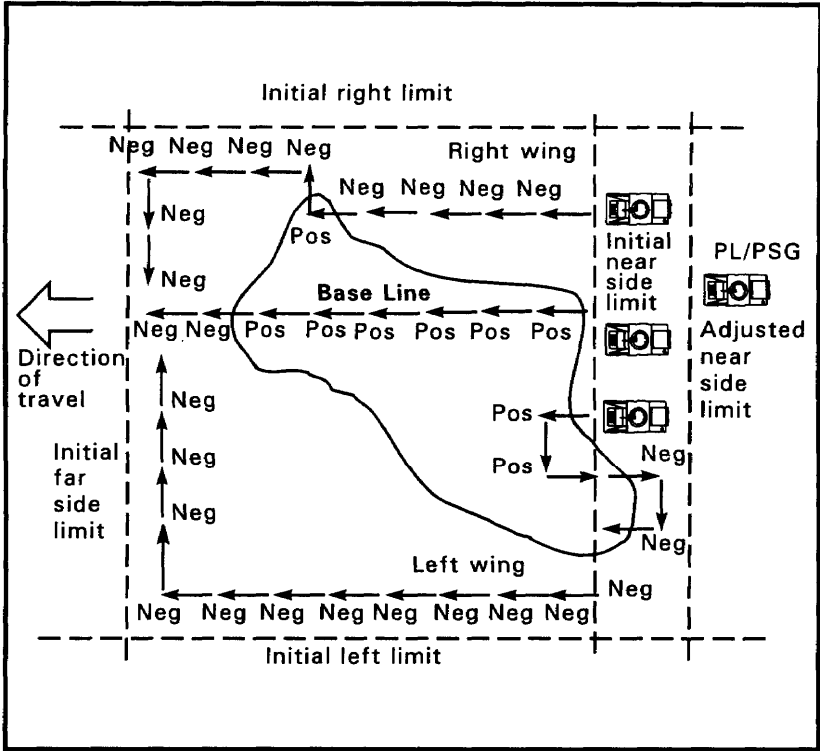 Initial right limit
Neg Neg Neg Neg
Right wing
Neg Neg Neg Neg
Neg
Pos
Initial
near
side
limit
PL/PSG
Neg
Base Line
Neg Neg Pos Pos Pos Pos Pos Pos
Direction
of
travel
Adjusted
near
side
limit
Neg
Pos
Initial
far
side
limit
Neg
Pos
Neg
Neg
Neg
Left wing
Neg
Neg Neg Neg Neg Neg Neg Neg Neg
Initial left limit